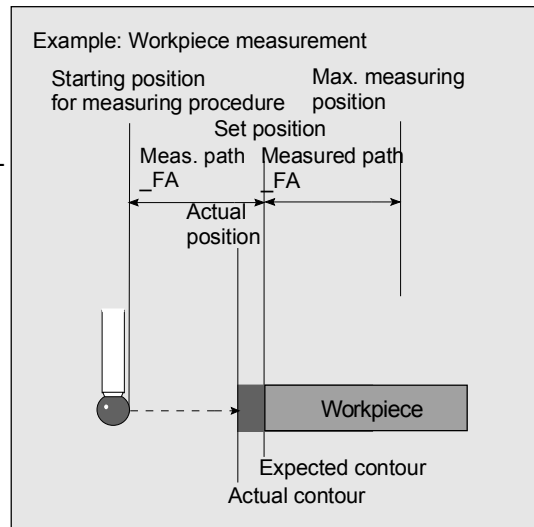 Example: Workpiece measurement
Starting position
for measuring procedure
Max. measuring
position
Set position
Meas. path
_FA
Measured path
_FA
Actual
position
Workpiece
Expected contour
Actual contour